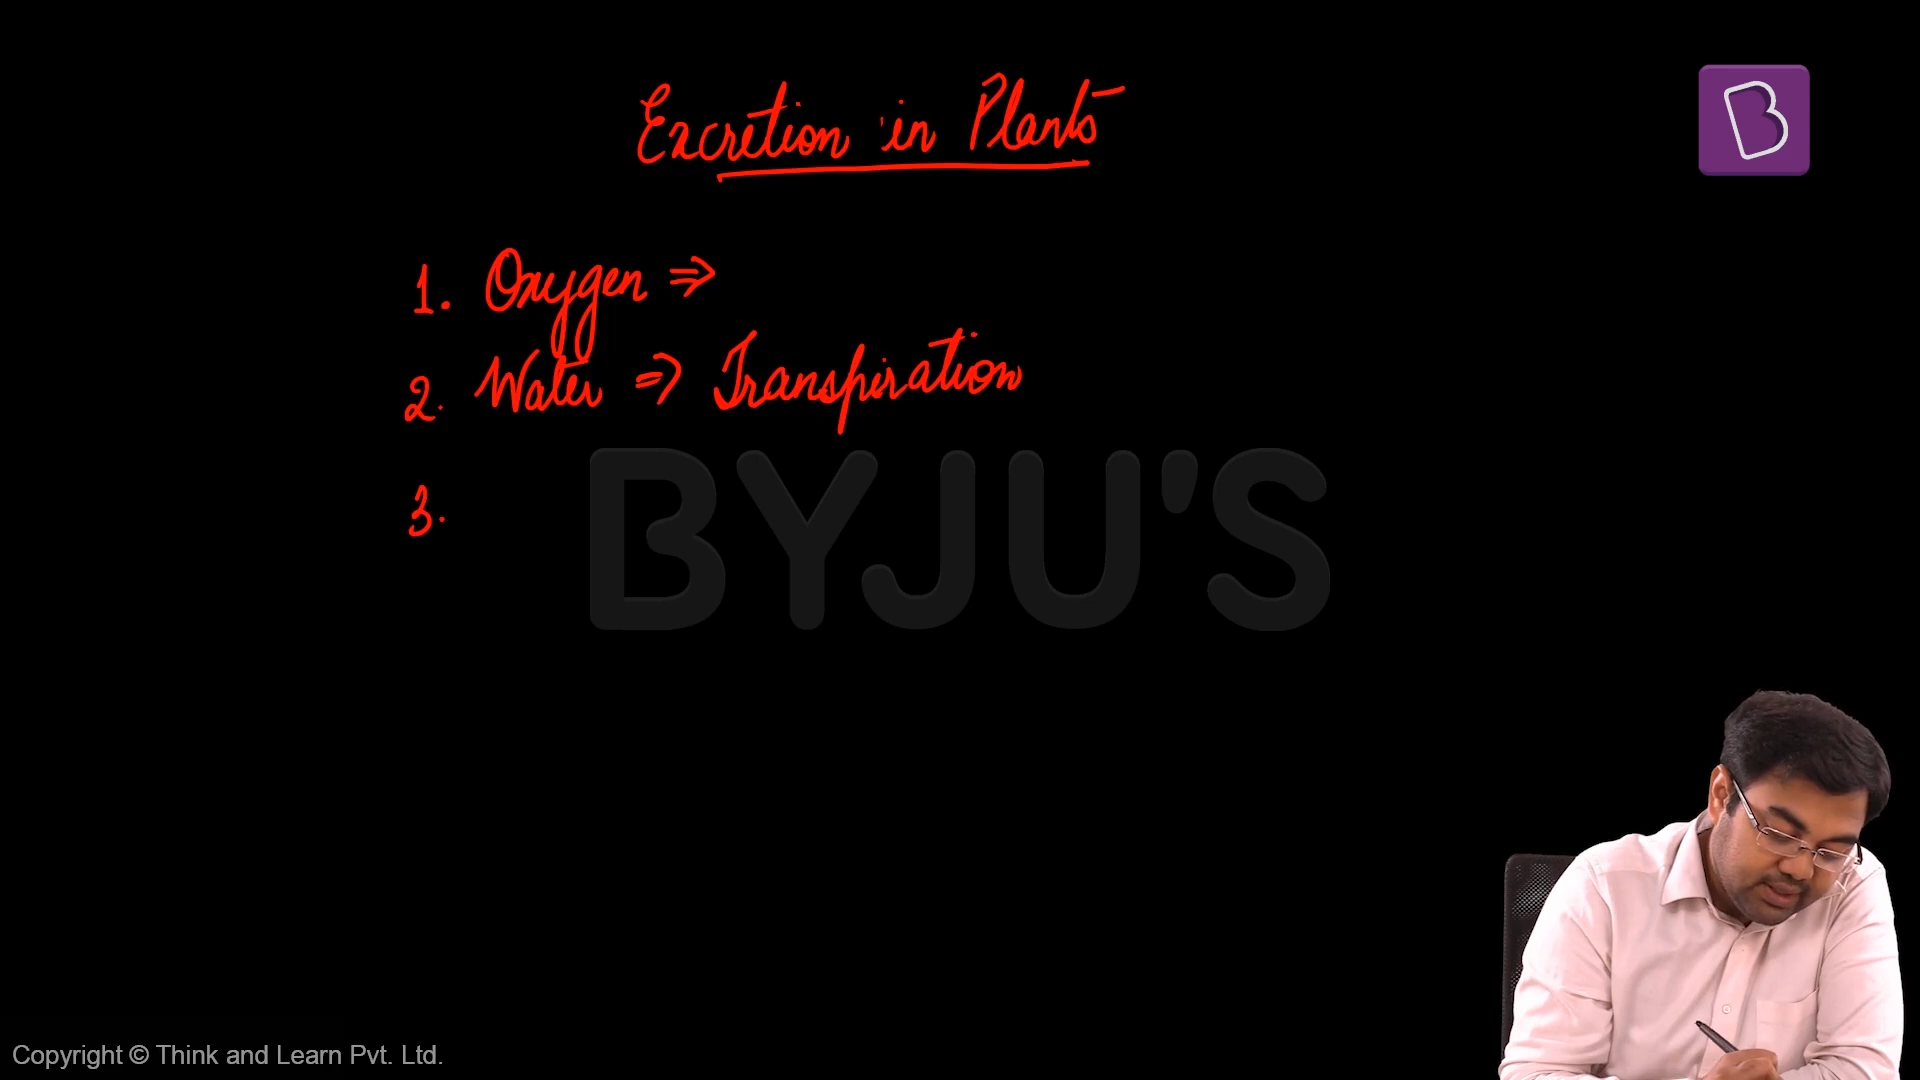 Excretion in Plants
1. Oxygen ⇒
2. Water ⇒ Transpiration
3.
BYJU'S
B
Copyright © Think and Learn Pvt. Ltd.